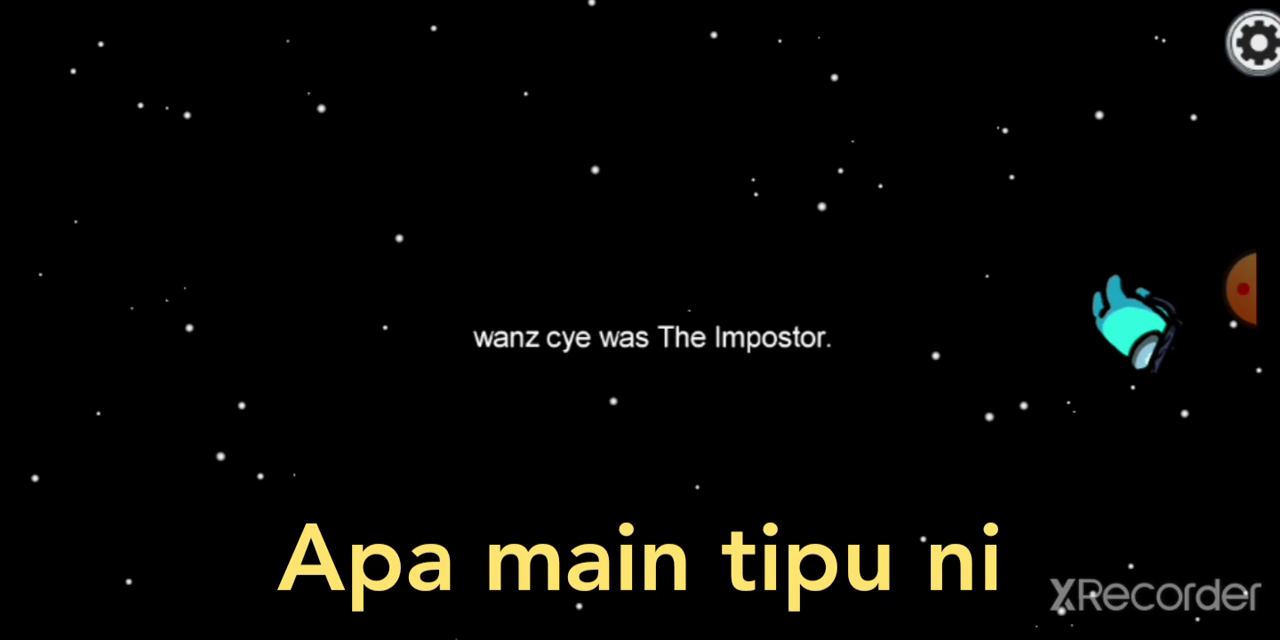 wanz cye was The Impostor.
Apa main tipu ni
XRecorder